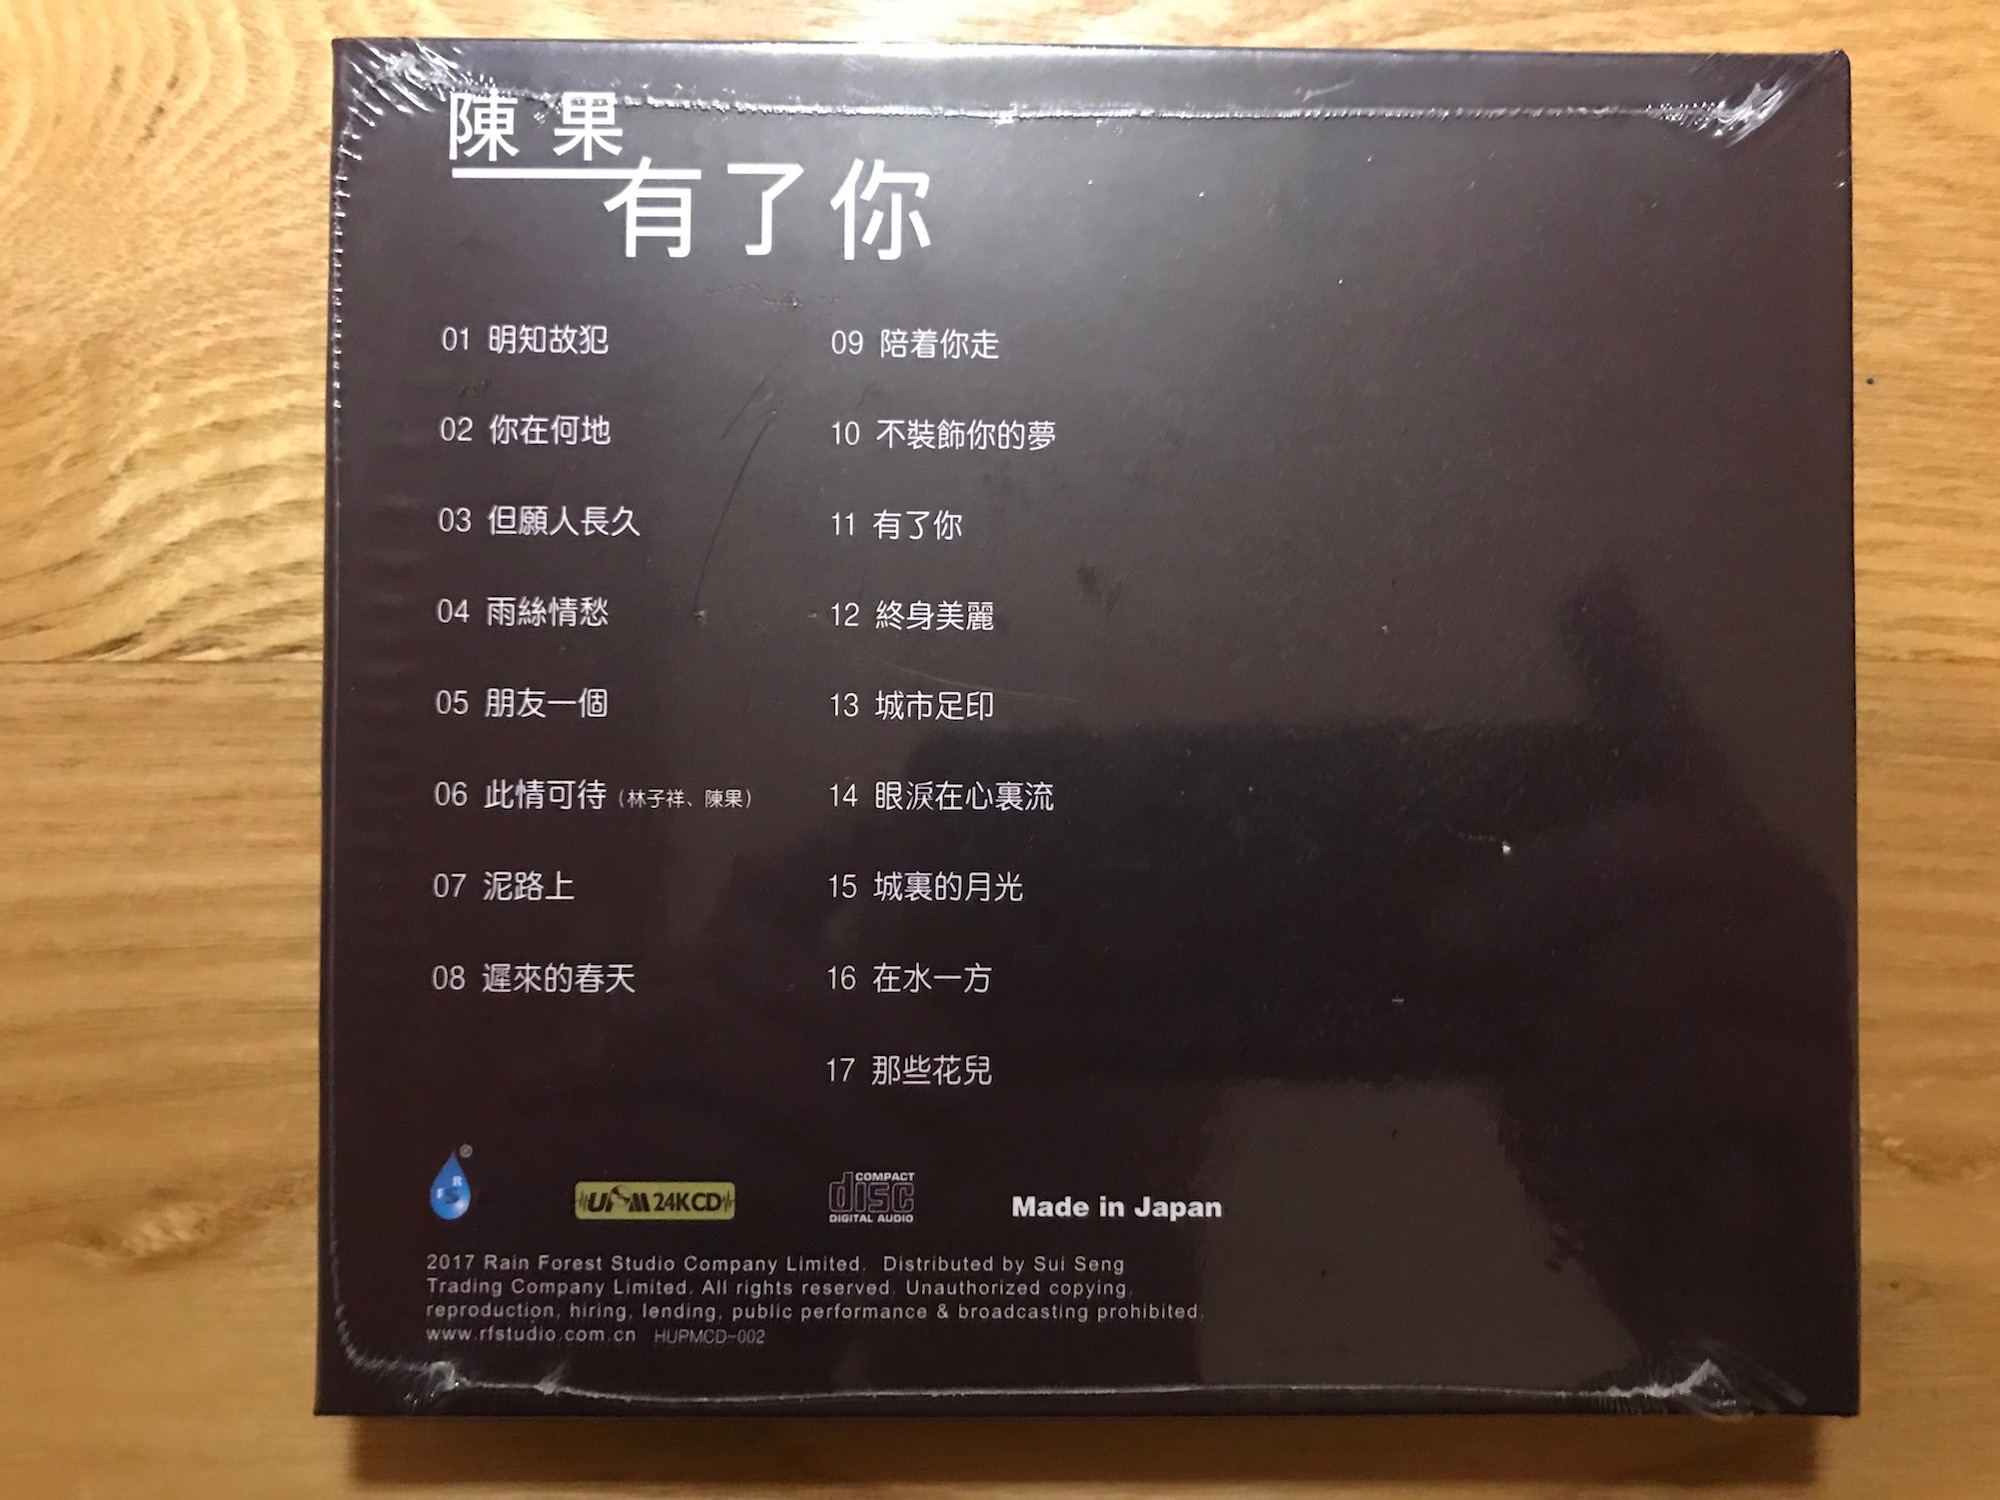 陳果
有了你
01 明知故犯
02 你在何地
03 但願人長久
04 雨絲情愁
05 朋友一個
06 此情可待（林子祥、陳果）
07 泥路上
08 遲來的春天
09 陪着你走
10 不裝飾你的夢
11 有了你
12 終身美麗
13 城市足印
14 眼淚在心裏流
15 城裏的月光
16 在水一方
17 那些花兒
®
F S R
UPM 24K CD
COMPACT
disc
DIGITAL AUDIO
Made in Japan
2017 Rain Forest Studio Company Limited. Distributed by Sui Seng
Trading Company Limited. All rights reserved. Unauthorized copying,
reproduction, hiring, lending, public performance & broadcasting prohibited.
www.rfstudio.com.cn HUPMCD-002